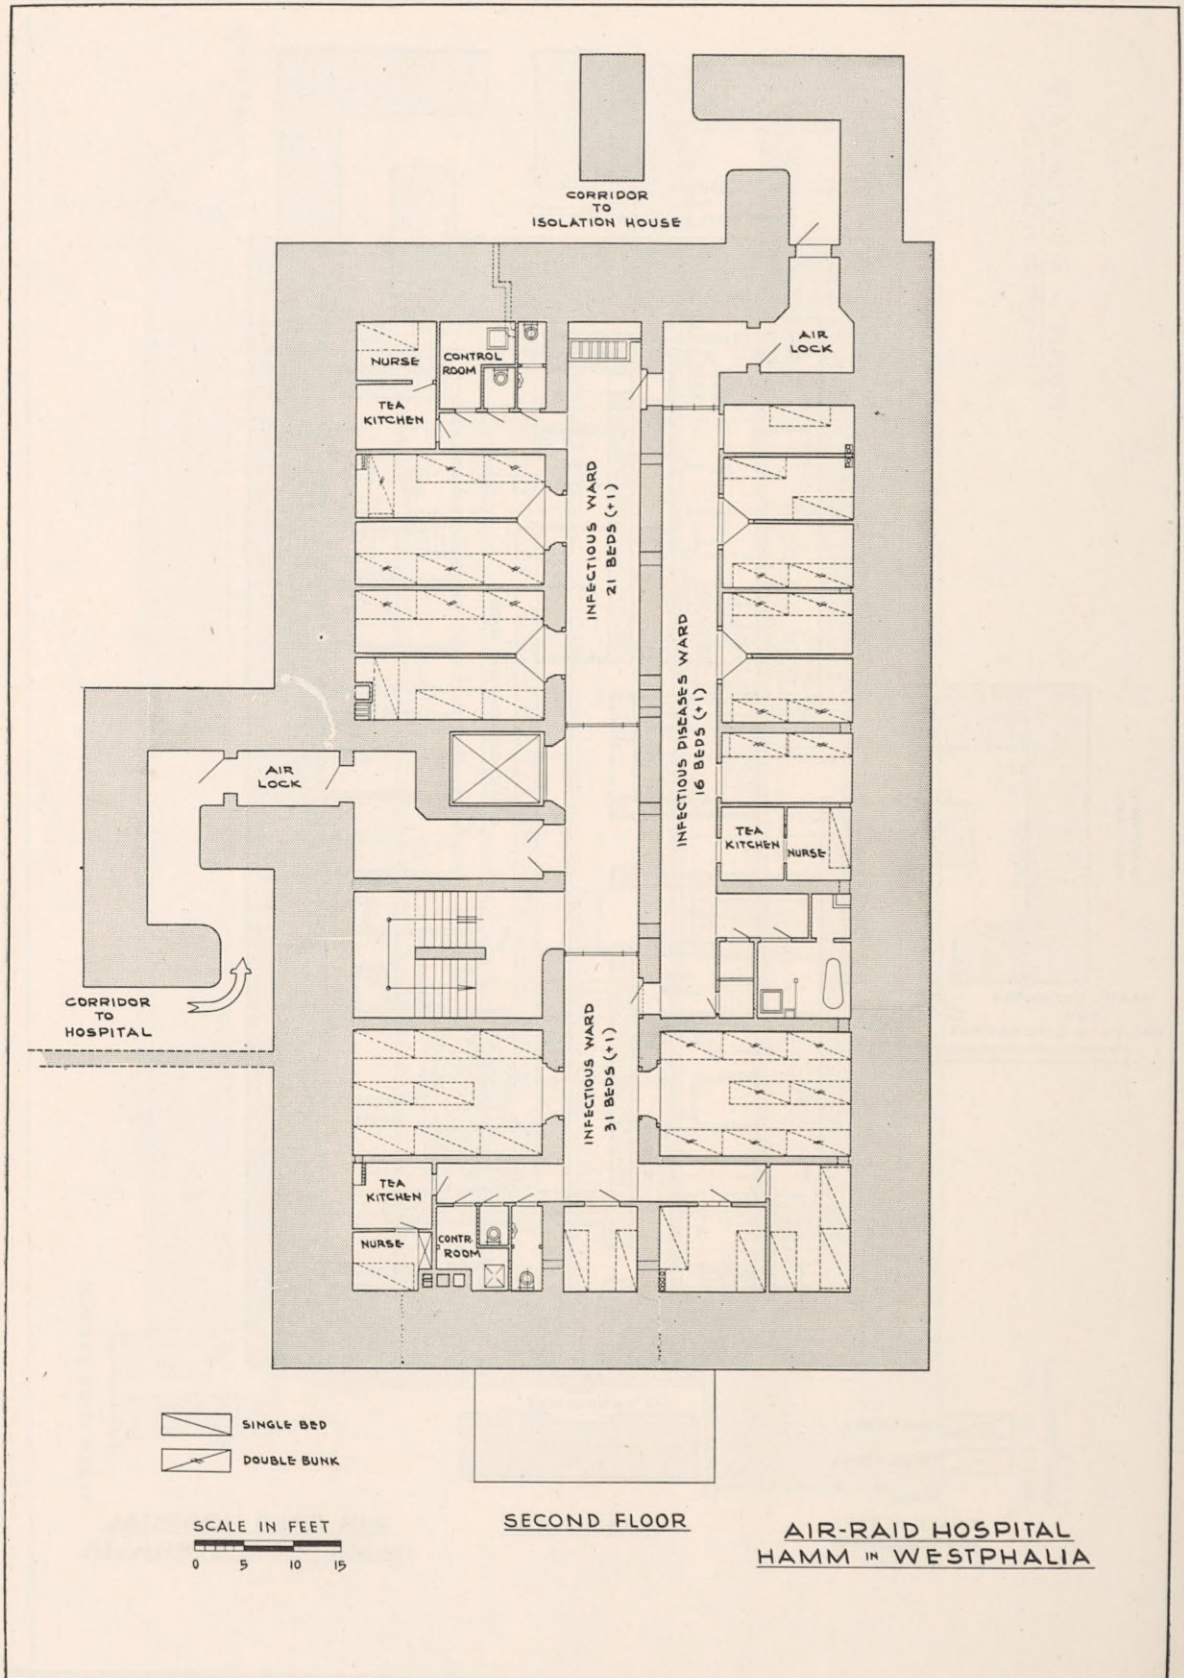 CORRIDOR
TO
ISOLATION HOUSE
AIR
LOCK
NURSE
CONTROL
ROOM
TEA
KITCHEN
INFECTIOUS WARD
21 BEDS (+1)
INFECTIOUS DISEASES WARD
16 BEDS (+1)
AIR
LOCK
TEA
KITCHEN
NURSE
CORRIDOR
TO
HOSPITAL
INFECTIOUS WARD
31 BEDS (+1)
TEA
KITCHEN
NURSE
CONTR.
ROOM
SINGLE BED
DOUBLE BUNK
SCALE IN FEET
0 5 10 15
SECOND FLOOR
AIR-RAID HOSPITAL
HAMM IN WESTPHALIA